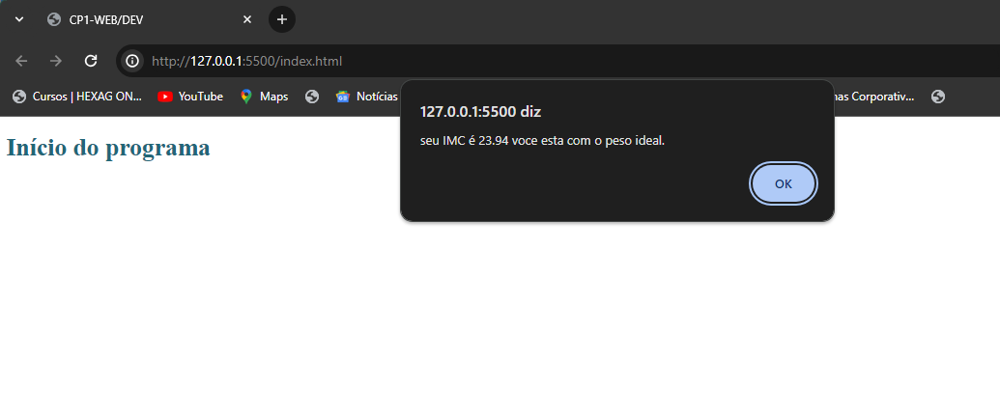 CP1-WEB/DEV
http://127.0.0.1:5500/index.html
Cursos | HEXAG ON... YouTube Maps Notícias nas Corporativ...
127.0.0.1:5500 diz
seu IMC é 23.94 voce esta com o peso ideal.
OK
Início do programa